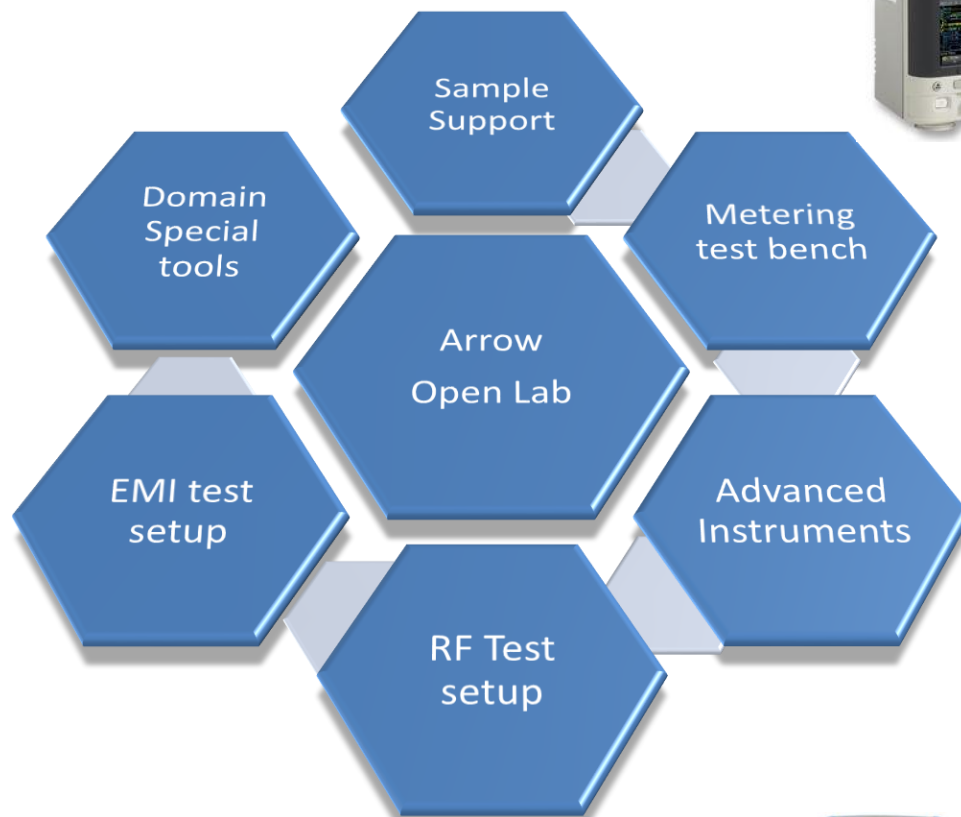 Sample
Support
Domain
Special
tools
Metering
test bench
Arrow
Open Lab
EMI test
setup
Advanced
Instruments
RF Test
setup